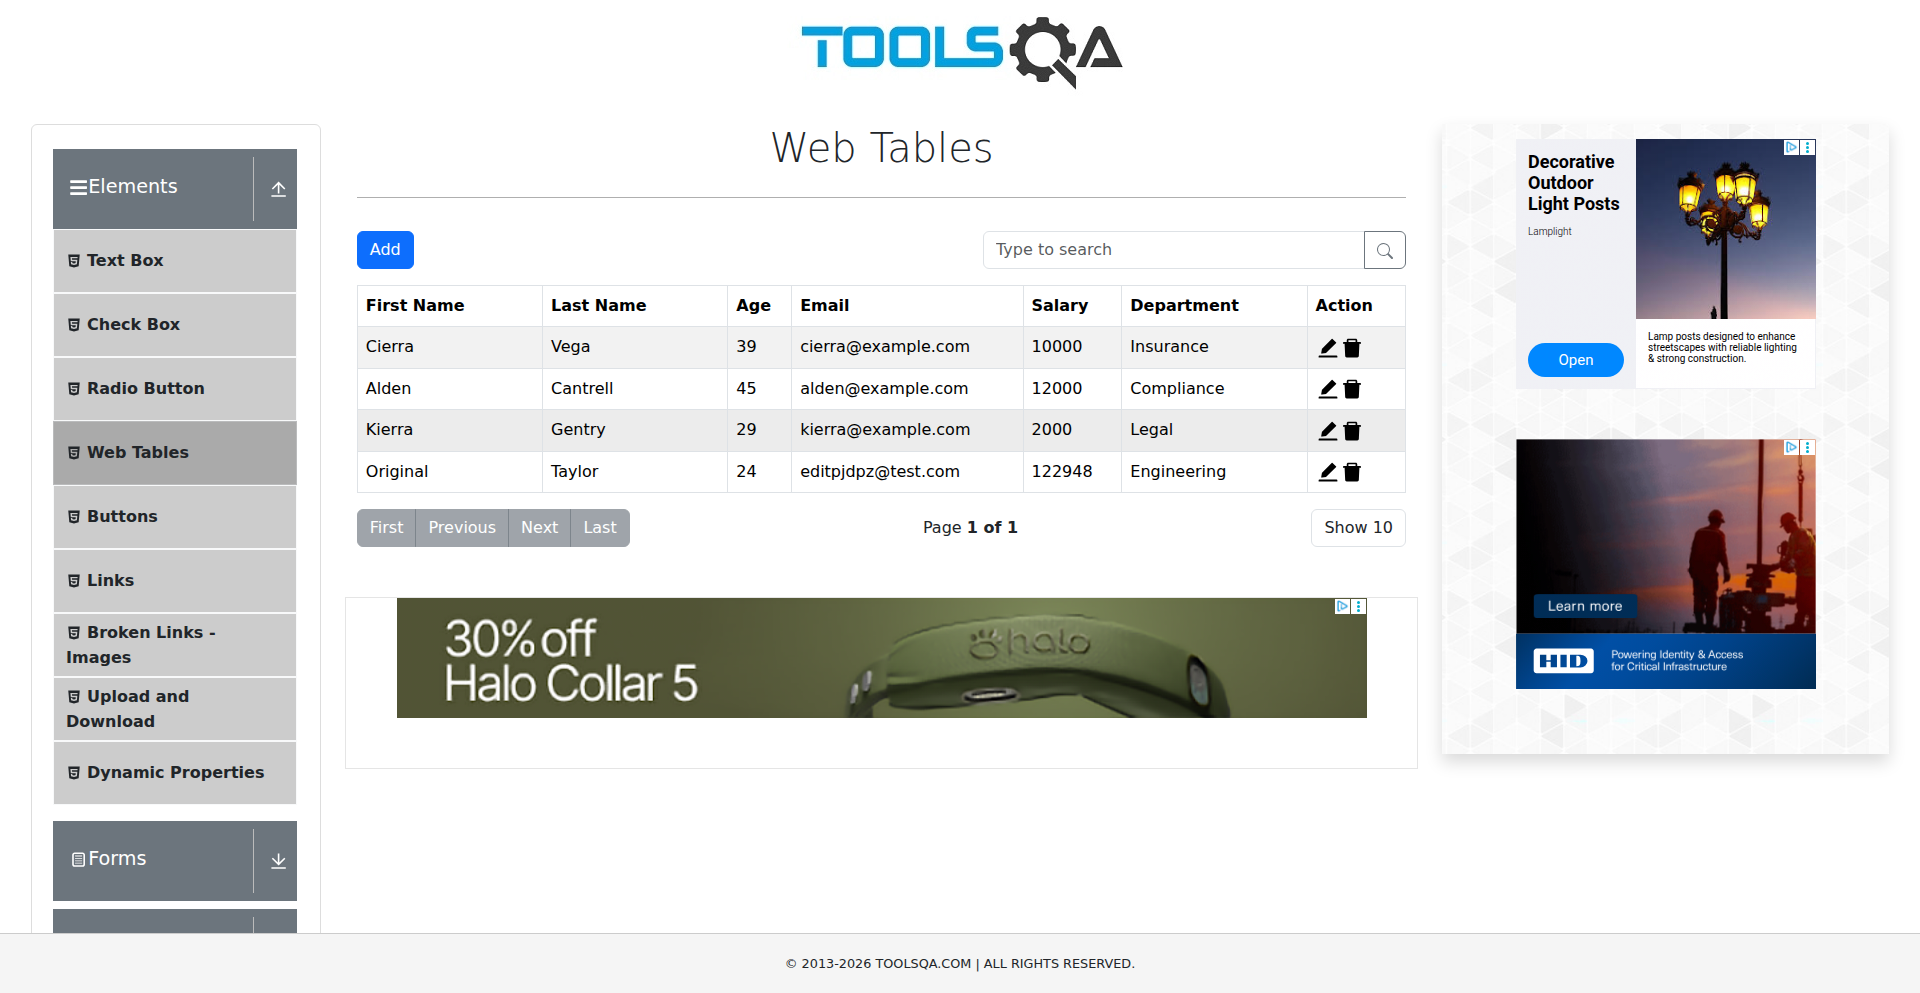 TOOLSQA
Elements
Text Box
Check Box
Radio Button
Web Tables
Buttons
Links
Broken Links -
Images
Upload and
Download
Dynamic Properties
Forms
Web Tables
Add
Type to search
First Name Last Name Age Email Salary Department Action
Cierra Vega 39 cierra@example.com 10000 Insurance
Alden Cantrell 45 alden@example.com 12000 Compliance
Kierra Gentry 29 kierra@example.com 2000 Legal
Original Taylor 24 editpjdpz@test.com 122948 Engineering
First Previous Next Last
Page 1 of 1
Show 10
30% off
Halo Collar 5
halo
Decorative
Outdoor
Light Posts
Lamplight
Open
Lamp posts designed to enhance
streetscapes with reliable lighting
& strong construction.
Learn more
HID
Powering Identity & Access
for Critical Infrastructure
© 2013-2026 TOOLSQA.COM | ALL RIGHTS RESERVED.